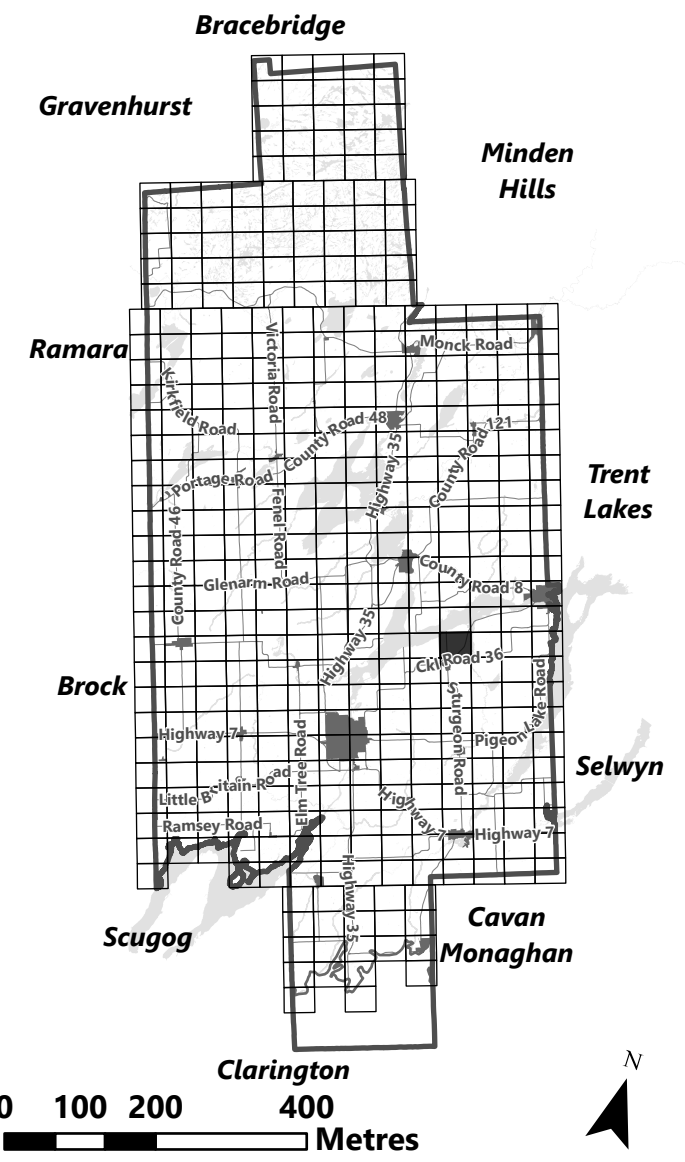 Bracebridge
Gravenhurst
Minden
Hills
Ramara
Monck Road
Victoria Road
Kirkfield Road
County Road 48
County Road 121
Highway 35
Portage Road
Trent
Lakes
Fenel Road
County Road 46
Glenarm Road
County Road 8
Highway 35
Ckl Road 36
Brock
Sturgeon Road
Pigeon Lake Road
Highway 7
Elm Tree Road
Selwyn
Little Britain Road
Highway 7
Ramsey Road
Highway 7
Highway 35
Scugog
Cavan
Monaghan
Clarington
N
0 100 200 400
Metres